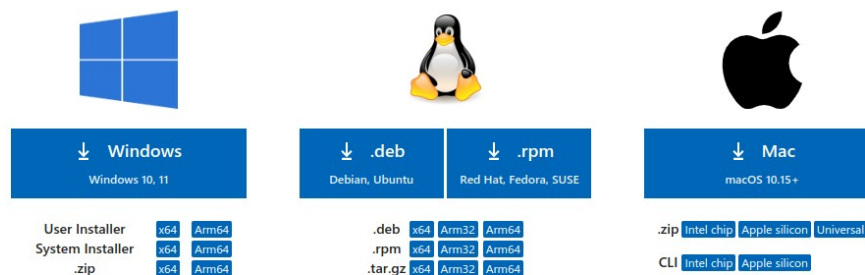 Windows
Windows 10, 11
User Installer x64 Arm64
System Installer x64 Arm64
.zip x64 Arm64
.deb
Debian, Ubuntu
.rpm
Red Hat, Fedora, SUSE
.deb x64 Arm32 Arm64
.rpm x64 Arm32 Arm64
.tar.gz x64 Arm32 Arm64
Mac
macOS 10.15+
.zip Intel chip Apple silicon Universal
CLI Intel chip Apple silicon